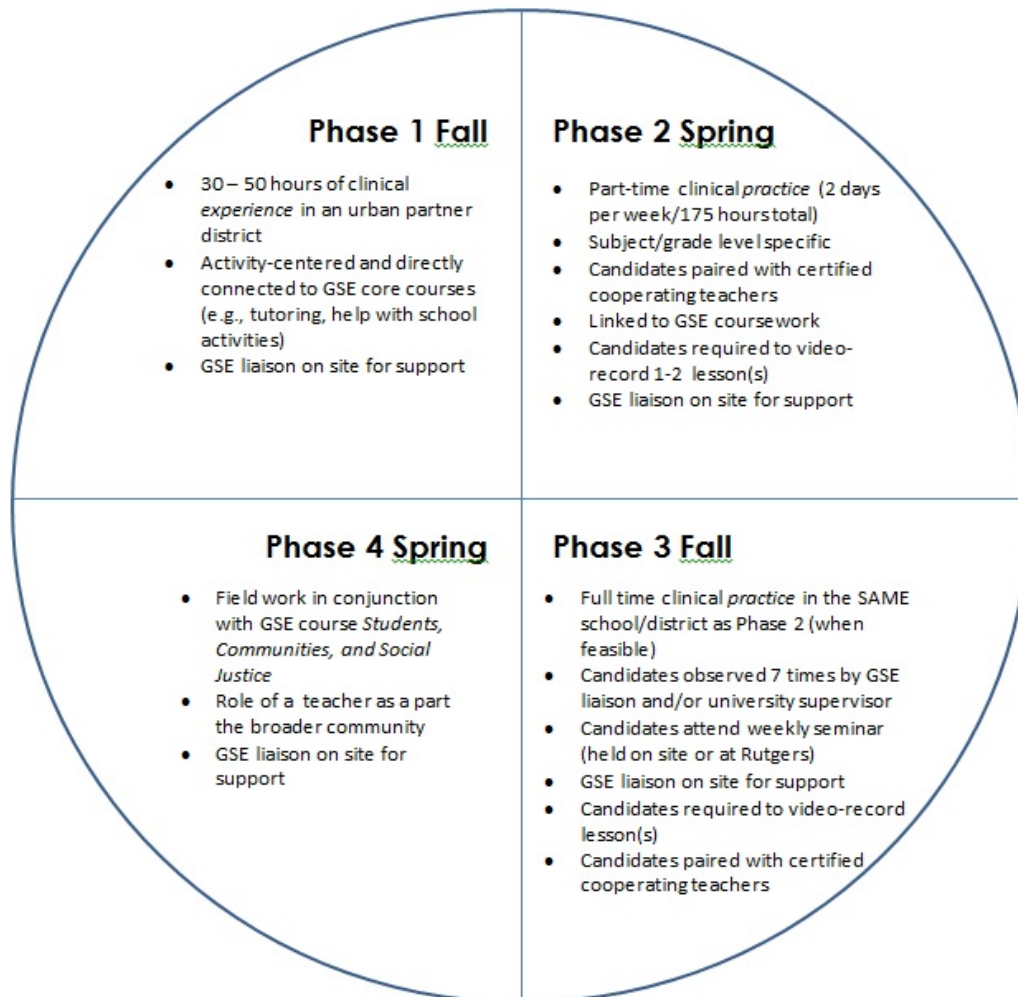 Phase 1 Fall
• 30 – 50 hours of clinical
experience in an urban partner
district
• Activity-centered and directly
connected to GSE core courses
(e.g., tutoring, help with school
activities)
• GSE liaison on site for support
Phase 2 Spring
• Part-time clinical practice (2 days
per week/175 hours total)
• Subject/grade level specific
• Candidates paired with certified
cooperating teachers
• Linked to GSE coursework
• Candidates required to video-
record 1-2 lesson(s)
• GSE liaison on site for support
Phase 4 Spring
• Field work in conjunction
with GSE course Students,
Communities, and Social
Justice
• Role of a teacher as a part
the broader community
• GSE liaison on site for
support
Phase 3 Fall
• Full time clinical practice in the SAME
school/district as Phase 2 (when
feasible)
• Candidates observed 7 times by GSE
liaison and/or university supervisor
• Candidates attend weekly seminar
(held on site or at Rutgers)
• GSE liaison on site for support
• Candidates required to video-record
lesson(s)
• Candidates paired with certified
cooperating teachers